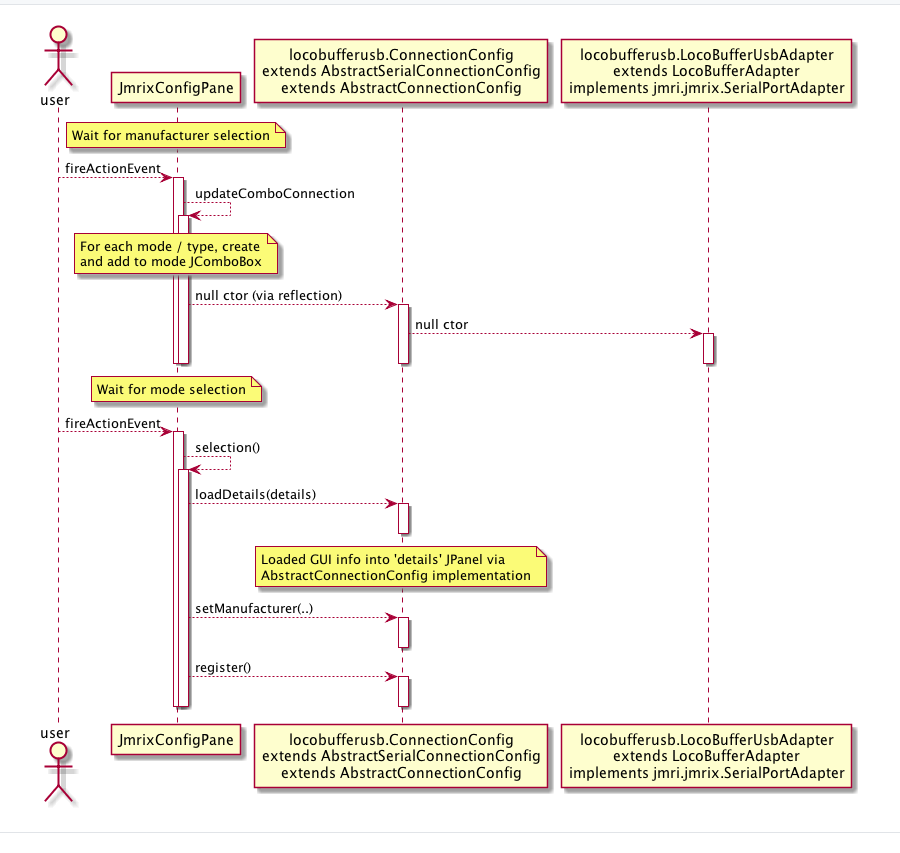 user
JmrixConfigPane
locobufferusb.ConnectionConfig
extends AbstractSerialConnectionConfig
extends AbstractConnectionConfig
locobufferusb.LocoBufferUsbAdapter
extends LocoBufferAdapter
implements jmri.jmrix.SerialPortAdapter
Wait for manufacturer selection
fireActionEvent
updateComboConnection
For each mode / type, create
and add to mode JComboBox
null ctor (via reflection)
null ctor
Wait for mode selection
fireActionEvent
selection()
loadDetails(details)
Loaded GUI info into 'details' JPanel via
AbstractConnectionConfig implementation
setManufacturer(..)
register()
user
JmrixConfigPane
locobufferusb.ConnectionConfig
extends AbstractSerialConnectionConfig
extends AbstractConnectionConfig
locobufferusb.LocoBufferUsbAdapter
extends LocoBufferAdapter
implements jmri.jmrix.SerialPortAdapter